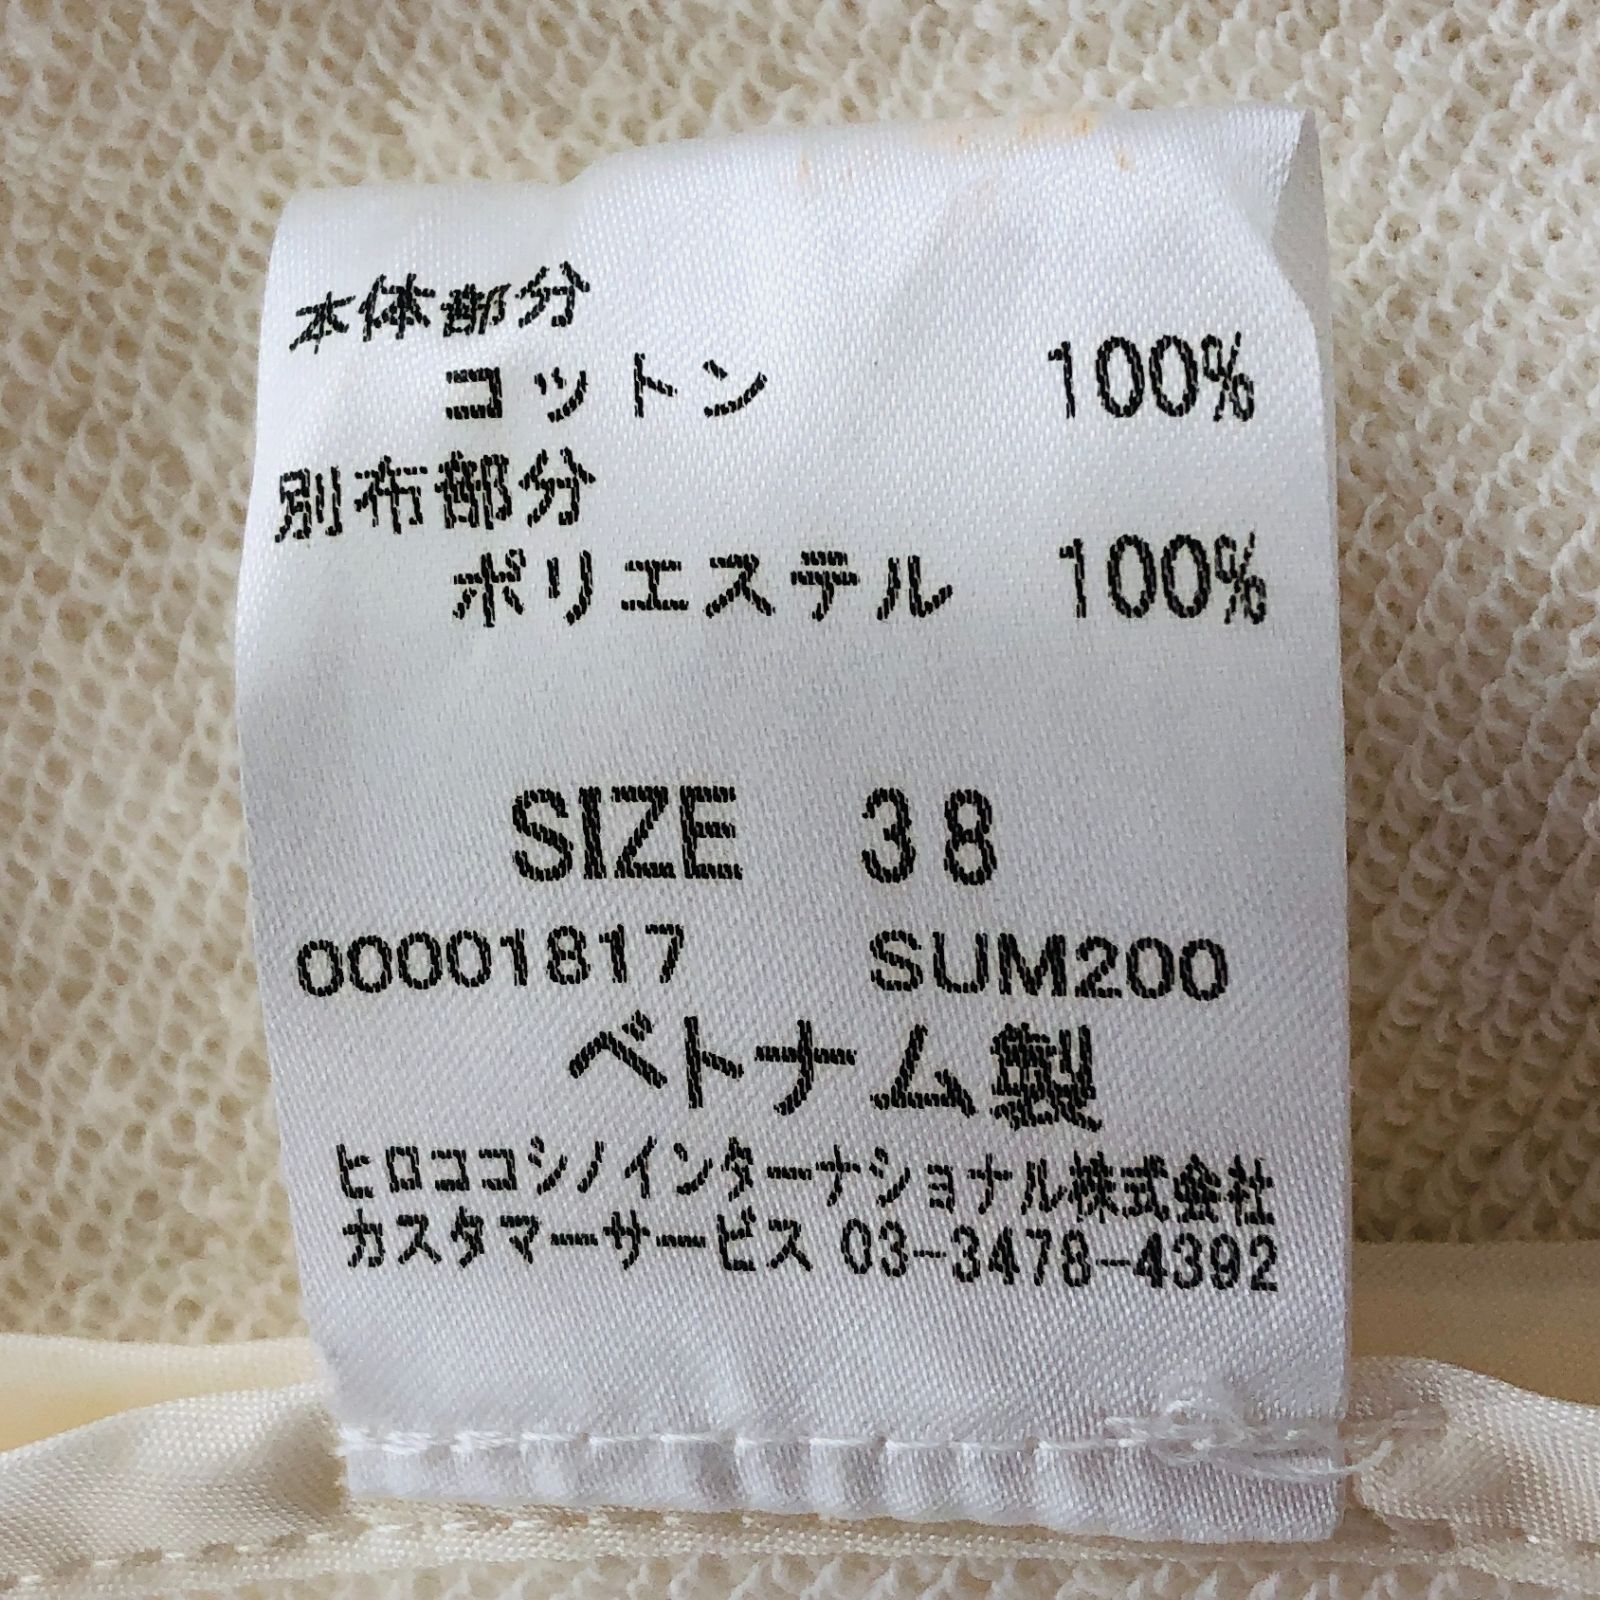 本体部分
コットン 100%
別布部分
ポリエステル 100%
SIZE 38
00001817 SUM200
ベトナム製
ヒロココシノインターナショナル株式会社
カスタマーサービス 03-3478-4392